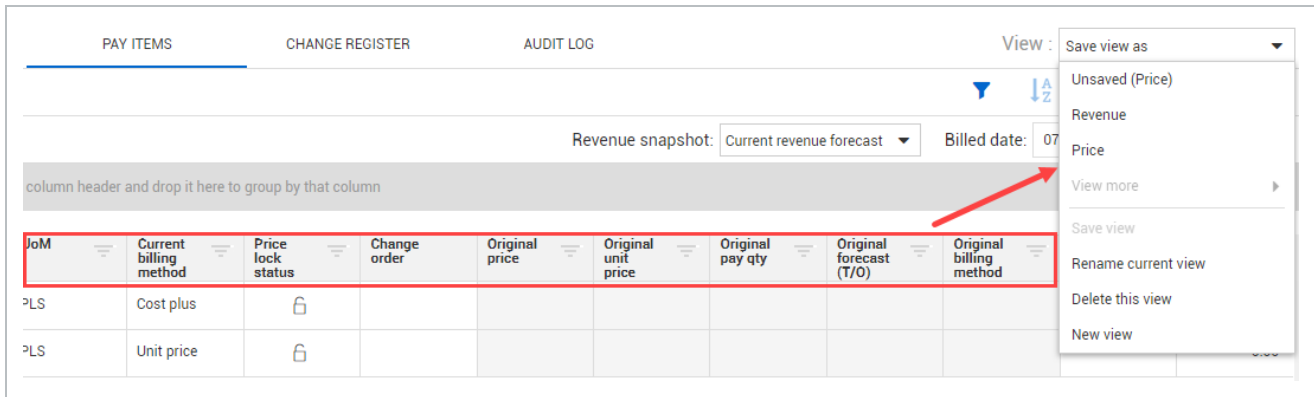 PAY ITEMS CHANGE REGISTER AUDIT LOG View : Save view as
Unsaved (Price)
Revenue
Revenue snapshot: Current revenue forecast Billed date: 07
Price
View more
column header and drop it here to group by that column
Save view
Rename current view
Delete this view
New view
UoM Current billing method Price lock status Change order Original price Original unit price Original pay qty Original forecast (T/O) Original billing method
PLS Cost plus
PLS Unit price